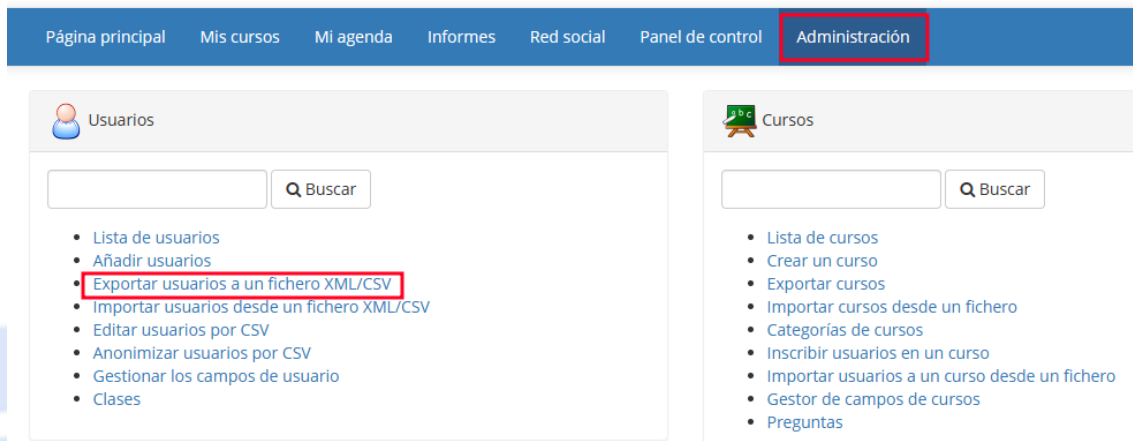 Página principal Mis cursos Mi agenda Informes Red social Panel de control Administración
Usuarios
Buscar
Lista de usuarios
Añadir usuarios
Exportar usuarios a un fichero XML/CSV
Importar usuarios desde un fichero XML/CSV
Editar usuarios por CSV
Anonimizar usuarios por CSV
Gestionar los campos de usuario
Clases
abc
Cursos
Buscar
Lista de cursos
Crear un curso
Exportar cursos
Importar cursos desde un fichero
Categorías de cursos
Inscribir usuarios en un curso
Importar usuarios a un curso desde un fichero
Gestor de campos de cursos
Preguntas